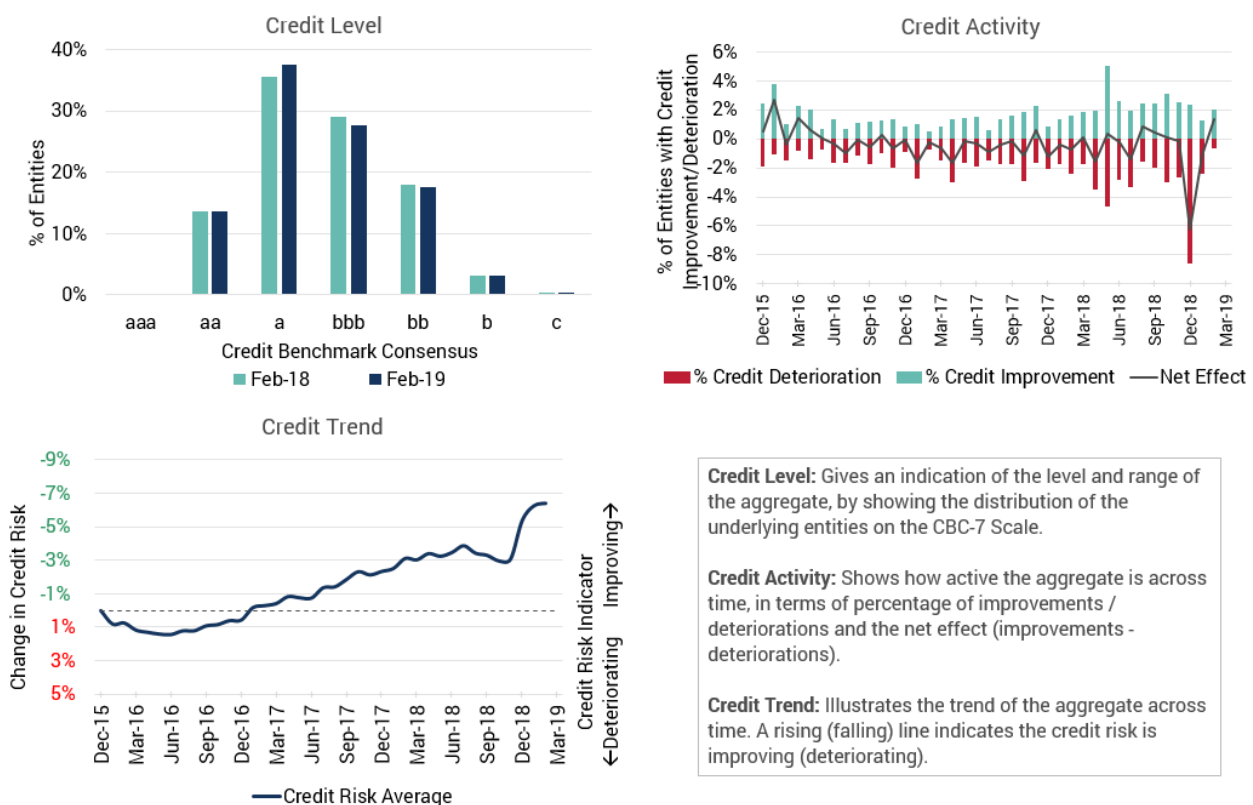 Credit Level
% of Entities
40%
30%
20%
10%
0%
aaa aa a bbb bb b c
Credit Benchmark Consensus
Feb-18 Feb-19
Credit Activity
% of Entities with Credit
Improvement/Deterioration
6%
4%
2%
0%
-2%
-4%
-6%
-8%
-10%
Dec-15 Mar-16 Jun-16 Sep-16 Dec-16 Mar-17 Jun-17 Sep-17 Dec-17 Mar-18 Jun-18 Sep-18 Dec-18 Mar-19
% Credit Deterioration % Credit Improvement Net Effect
Credit Trend
Change in Credit Risk
-9%
-7%
-5%
-3%
-1%
1%
3%
5%
Dec-15 Mar-16 Jun-16 Sep-16 Dec-16 Mar-17 Jun-17 Sep-17 Dec-17 Mar-18 Jun-18 Sep-18 Dec-18 Mar-19
Credit Risk Indicator
←Deteriorating Improving→
Credit Risk Average
Credit Level: Gives an indication of the level and range of
the aggregate, by showing the distribution of the
underlying entities on the CBC-7 Scale.
Credit Activity: Shows how active the aggregate is across
time, in terms of percentage of improvements /
deteriorations and the net effect (improvements -
deteriorations).
Credit Trend: Illustrates the trend of the aggregate across
time. A rising (falling) line indicates the credit risk is
improving (deteriorating).